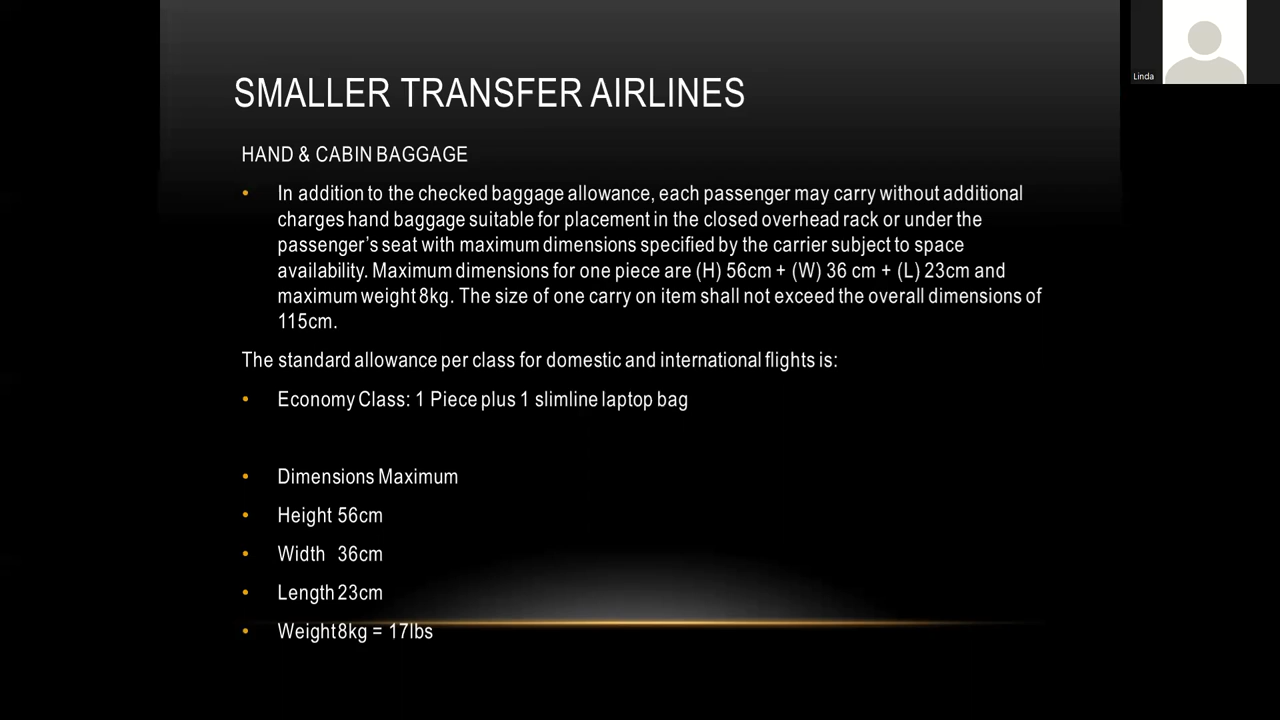 SMALLER TRANSFER AIRLINES
Linda
HAND & CABIN BAGGAGE
• In addition to the checked baggage allowance, each passenger may carry without additional
charges hand baggage suitable for placement in the closed overhead rack or under the
passenger's seat with maximum dimensions specified by the carrier subject to space
availability. Maximum dimensions for one piece are (H) 56cm + (W) 36 cm + (L) 23cm and
maximum weight 8kg. The size of one carry on item shall not exceed the overall dimensions of
115cm.
The standard allowance per class for domestic and international flights is:
• Economy Class: 1 Piece plus 1 slimline laptop bag
• Dimensions Maximum
• Height 56cm
• Width 36cm
• Length 23cm
• Weight 8kg = 17lbs